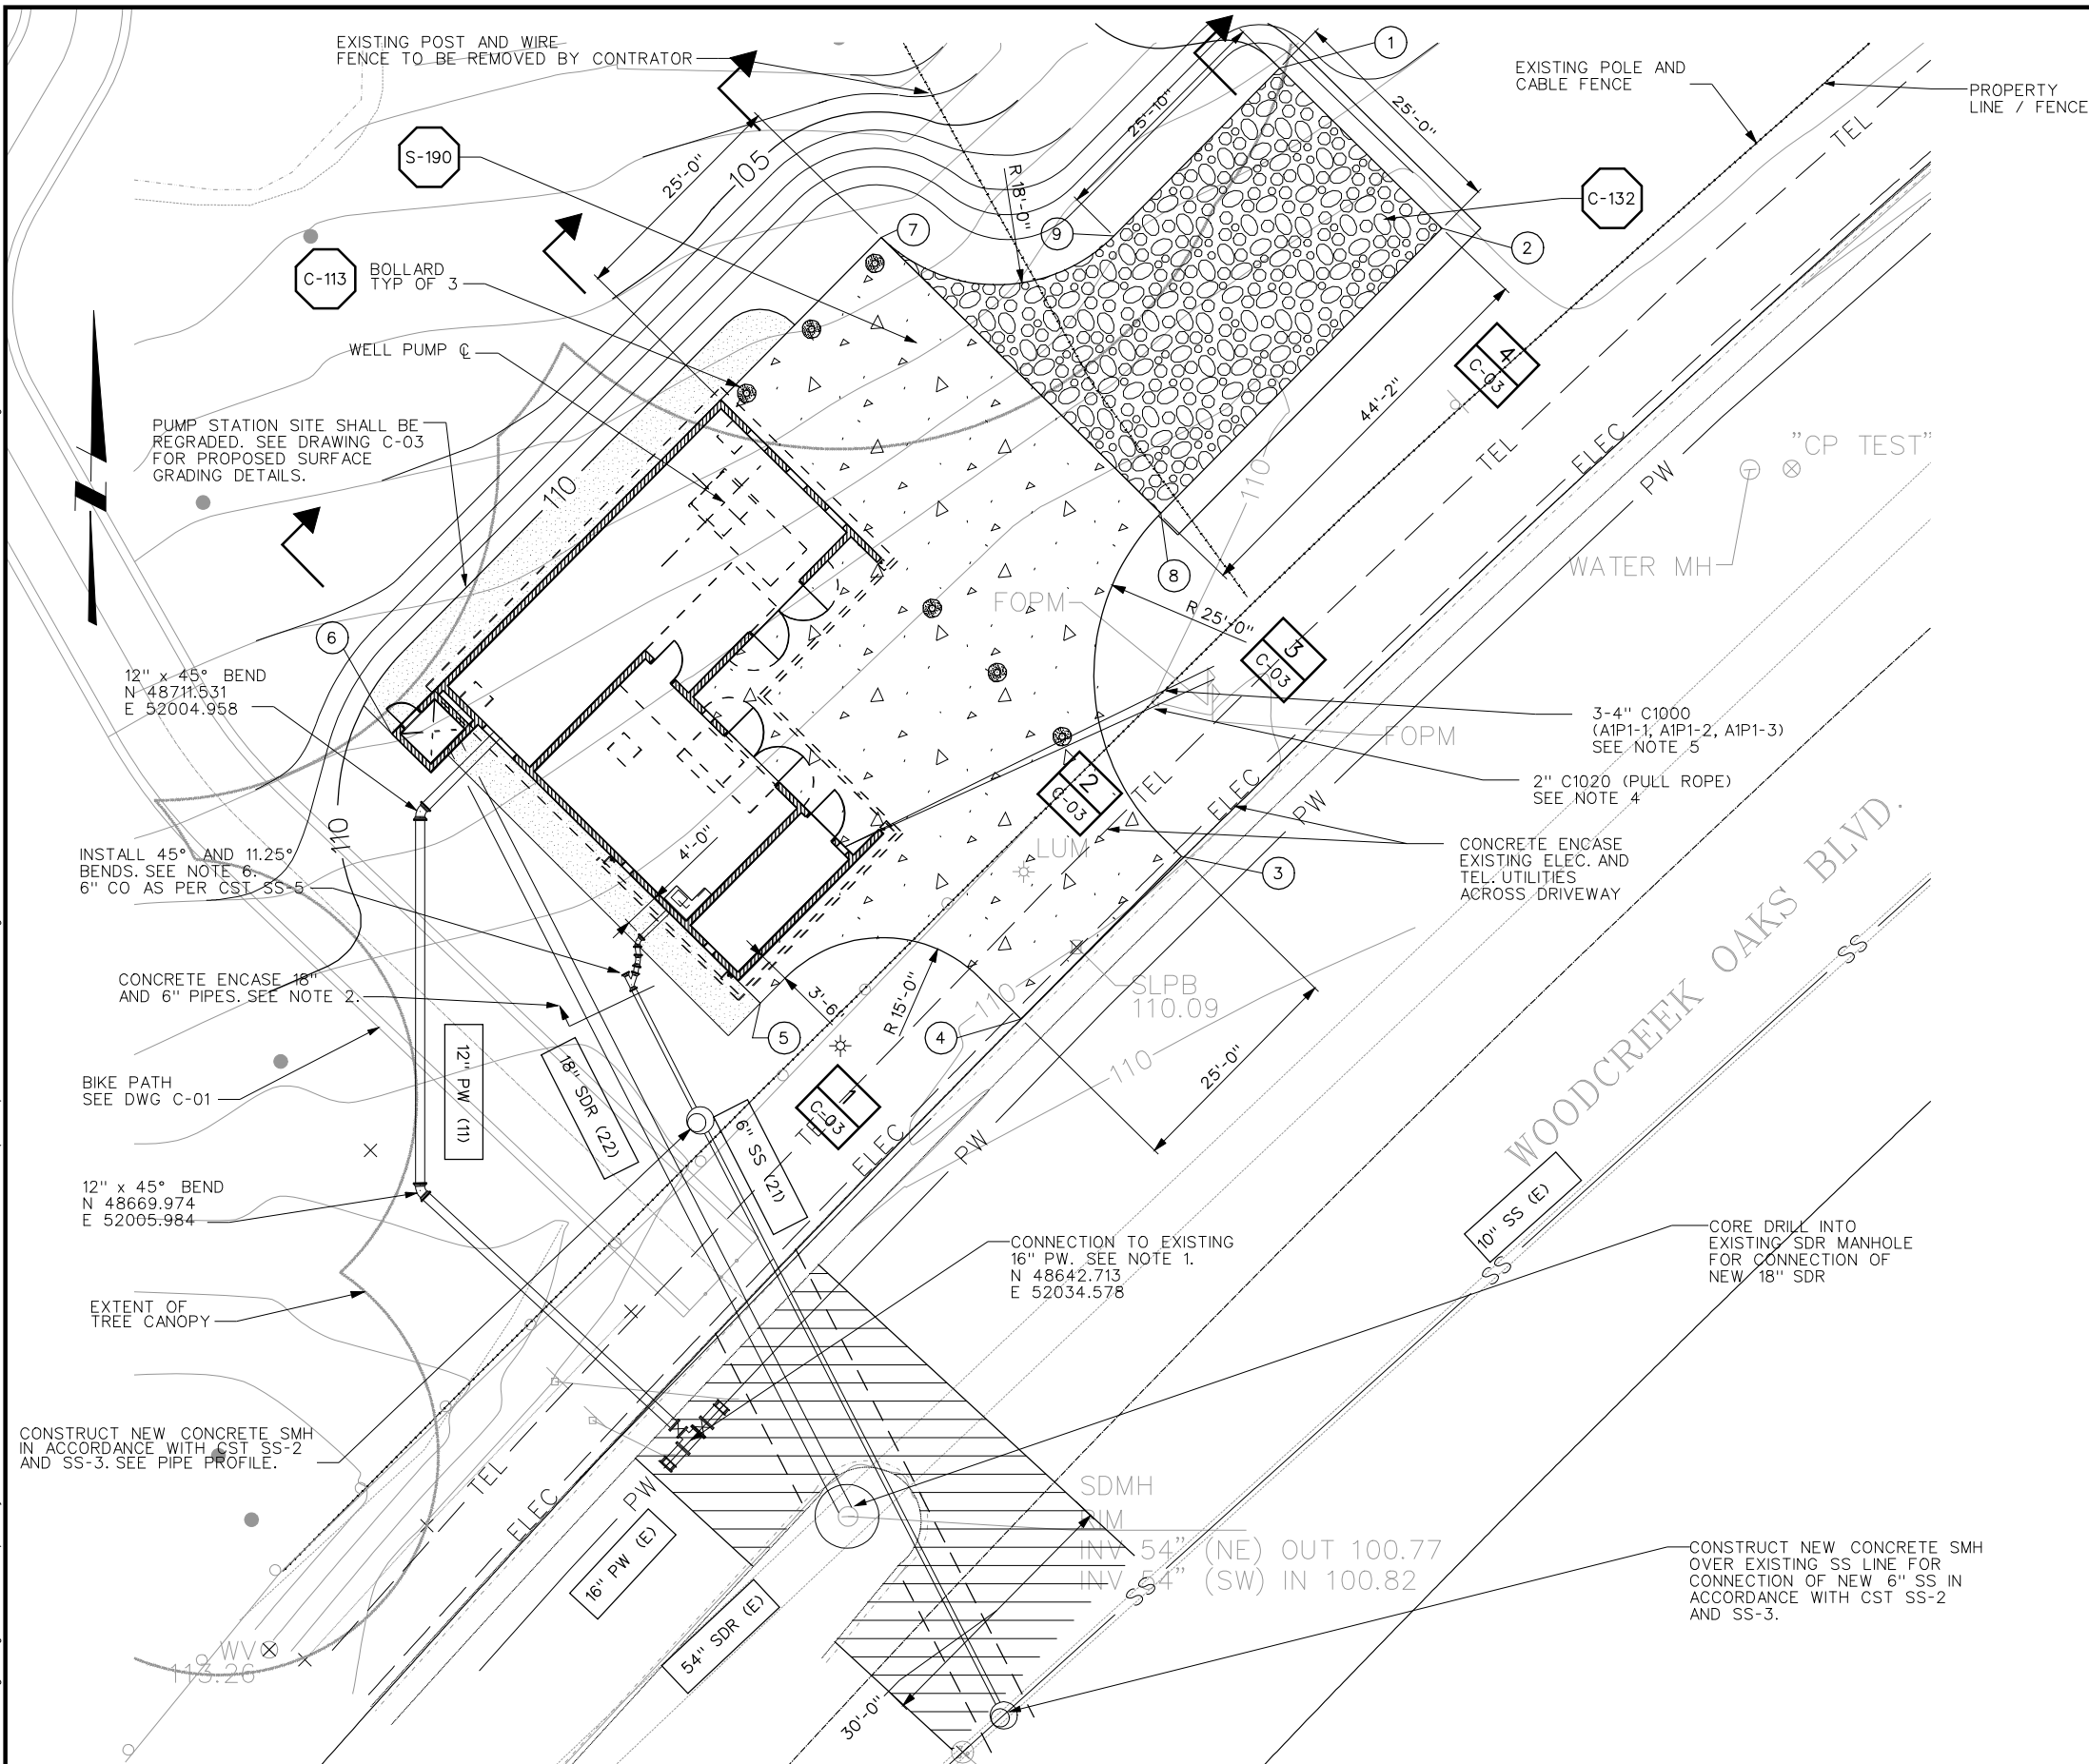 EXISTING POST AND WIRE
FENCE TO BE REMOVED BY CONTRATOR
1
EXISTING POLE AND
CABLE FENCE
PROPERTY
LINE / FENCE
TEL
25'-10"
25'-0"
S-190
25'-0"
105
R 18'-0"
C-132
7
9
2
C-113
BOLLARD
TYP OF 3
WELL PUMP ℄
4
C-03
44'-2"
PUMP STATION SITE SHALL BE
REGRADED. SEE DRAWING C-03
FOR PROPOSED SURFACE
GRADING DETAILS.
110
110
TEL
ELEC
PW
"CP TEST"
WATER MH
8
FOPM
R 25'-0"
3
C-03
6
12" x 45° BEND
N 48711.531
E 52004.958
3-4" C1000
(A1P1-1, A1P1-2, A1P1-3)
SEE NOTE 5
FOPM
2" C1020 (PULL ROPE)
SEE NOTE 4
2
C-03
TEL
ELEC
PW
110
4'-0"
LUM
INSTALL 45° AND 11.25°
BENDS. SEE NOTE 6.
6" CO AS PER CST SS-5
3
CONCRETE ENCASE
EXISTING ELEC. AND
TEL. UTILITIES
ACROSS DRIVEWAY
WOODCREEK OAKS BLVD.
SS
CONCRETE ENCASE 18"
AND 6" PIPES. SEE NOTE 2.
3'-6"
R 15'-0"
SLPB
110.09
110
110
5
4
25'-0"
12" PW (11)
18" SDR (22)
6" SS (21)
1
C-03
TEL
ELEC
PW
BIKE PATH
SEE DWG C-01
12" x 45° BEND
N 48669.974
E 52005.984
CONNECTION TO EXISTING
16" PW. SEE NOTE 1.
N 48642.713
E 52034.578
10" SS (E)
SS
CORE DRILL INTO
EXISTING SDR MANHOLE
FOR CONNECTION OF
NEW 18" SDR
EXTENT OF
TREE CANOPY
CONSTRUCT NEW CONCRETE SMH
IN ACCORDANCE WITH CST SS-2
AND SS-3. SEE PIPE PROFILE.
TEL
ELEC
PW
16" PW (E)
54" SDR (E)
SDMH
RIM
INV 54" (NE) OUT 100.77
INV 54" (SW) IN 100.82
SS
CONSTRUCT NEW CONCRETE SMH
OVER EXISTING SS LINE FOR
CONNECTION OF NEW 6" SS IN
ACCORDANCE WITH CST SS-2
AND SS-3.
WV
113.26
30'-0"